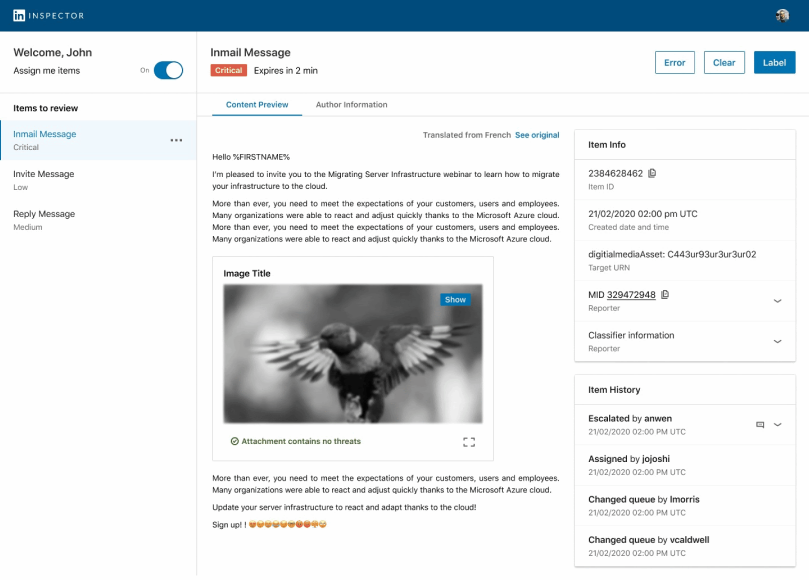 in INSPECTOR
Welcome, John
Assign me items
On
Items to review
Inmail Message
Critical
Invite Message
Low
Reply Message
Medium
Inmail Message
Critical Expires in 2 min
Error Clear Label
Content Preview Author Information
Translated from French See original
Hello %FIRSTNAME%
I'm pleased to invite you to the Migrating Server Infrastructure webinar to learn how to migrate
your infrastructure to the cloud.
More than ever, you need to meet the expectations of your customers, users and employees.
Many organizations were able to react and adjust quickly thanks to the Microsoft Azure cloud.
More than ever, you need to meet the expectations of your customers, users and employees.
Many organizations were able to react and adjust quickly thanks to the Microsoft Azure cloud.
Image Title
Show
Attachment contains no threats
More than ever, you need to meet the expectations of your customers, users and employees.
Many organizations were able to react and adjust quickly thanks to the Microsoft Azure cloud.
Update your server infrastructure to react and adapt thanks to the cloud!
Sign up! !
Item Info
2384628462
Item ID
21/02/2020 02:00 pm UTC
Created date and time
digitialmediaAsset: C443ur93ur3ur3ur02
Target URN
MID 329472948
Reporter
Classifier information
Reporter
Item History
Escalated by anwen
21/02/2020 02:00 PM UTC
Assigned by jojoshi
21/02/2020 02:00 PM UTC
Changed queue by lmorris
21/02/2020 02:00 PM UTC
Changed queue by vcaldwell
21/02/2020 02:00 PM UTC